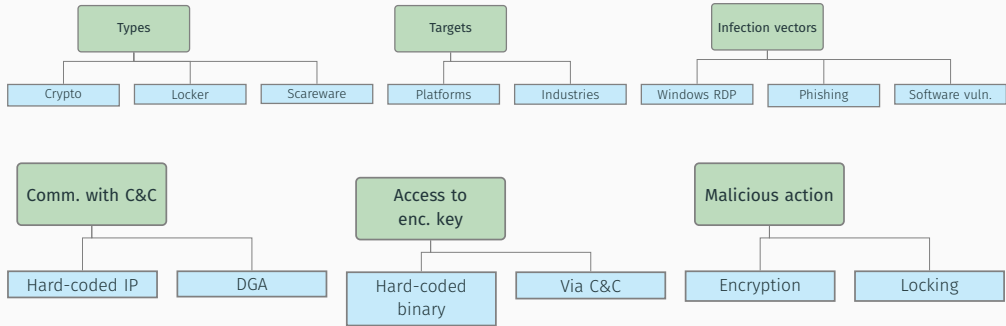 Types
Targets
Infection vectors
Crypto
Locker
Scareware
Platforms
Industries
Windows RDP
Phishing
Software vuln.
Comm. with C&C
Access to
enc. key
Malicious action
Hard-coded IP
DGA
Hard-coded
binary
Via C&C
Encryption
Locking